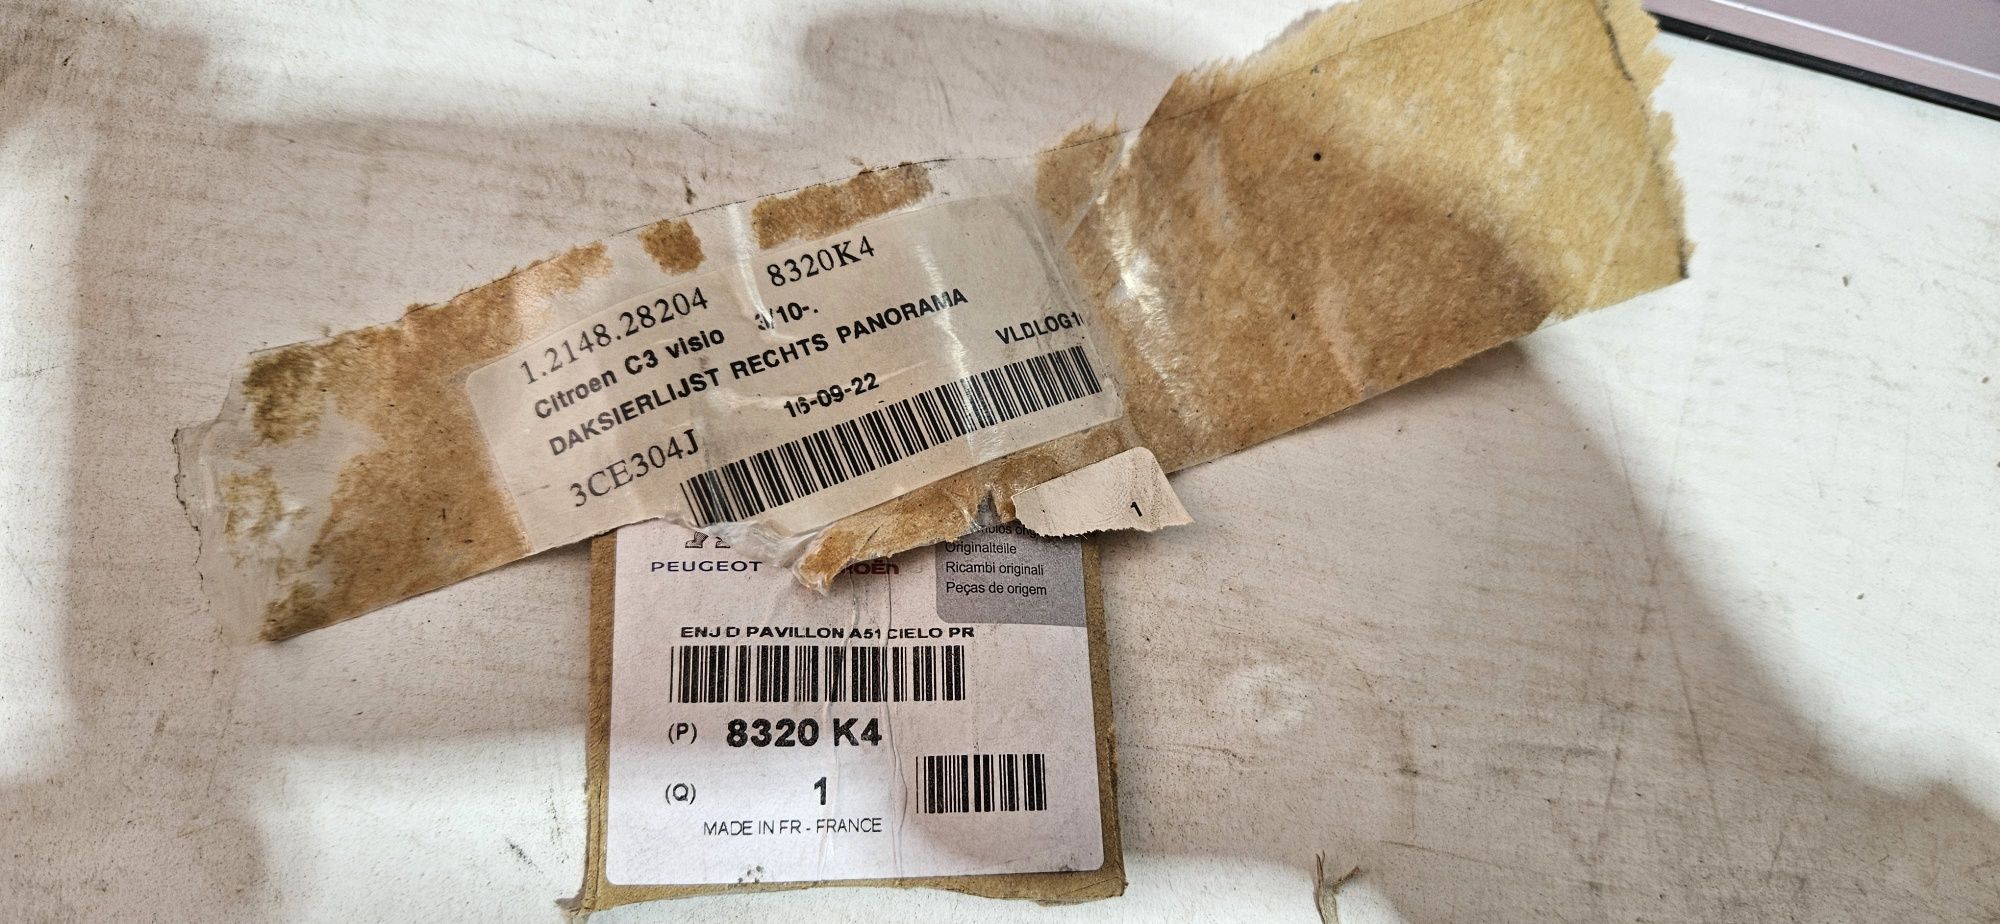 1.2148.28204 8320K4
Citroen C3 visio 3/10-.
DAKSIERLIJST RECHTS PANORAMA
16-09-22 VLDLOG1
3CE304J
1
PEUGEOT
Originalteile
Ricambi originali
Peças de origem
ENJ D PAVILLON A51 CIELO PR
(P) 8320 K4
(Q) 1
MADE IN FR - FRANCE